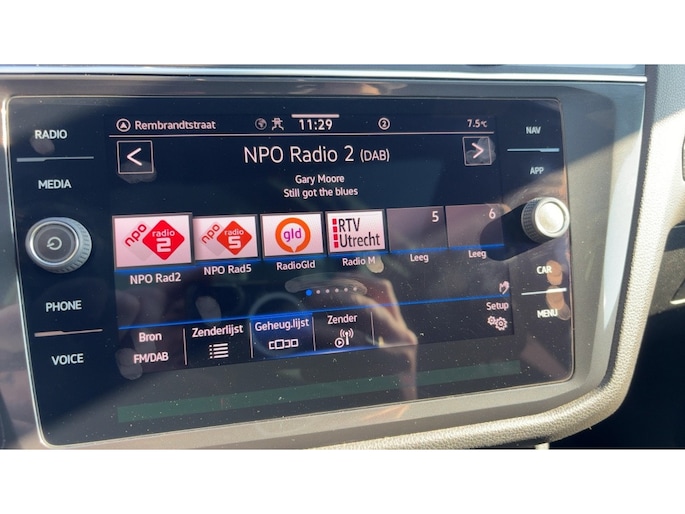 RADIO
MEDIA
PHONE
VOICE
Rembrandtstraat
11:29
2
7.5°C
NPO Radio 2 (DAB)
Gary Moore
Still got the blues
npo radio 2
npo radio 5
gld
RTV Utrecht
5
6
NPO Rad2
NPO Rad5
RadioGld
Radio M
Leeg
Leeg
Bron
FM/DAB
Zenderlijst
Geheug.lijst
Zender
Setup
NAV
APP
CAR
MENU